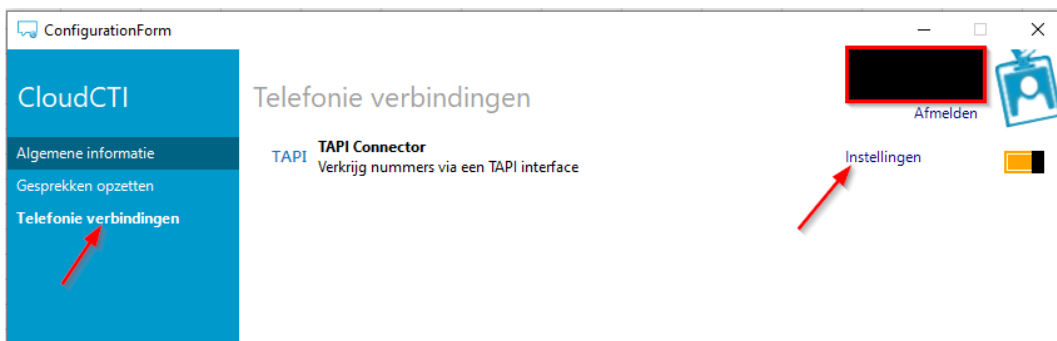 ConfigurationForm
CloudCTI
Algemene informatie
Gesprekken opzetten
Telefonie verbindingen
Telefonie verbindingen
Afmelden
TAPI
TAPI Connector
Verkrijg nummers via een TAPI interface
Instellingen